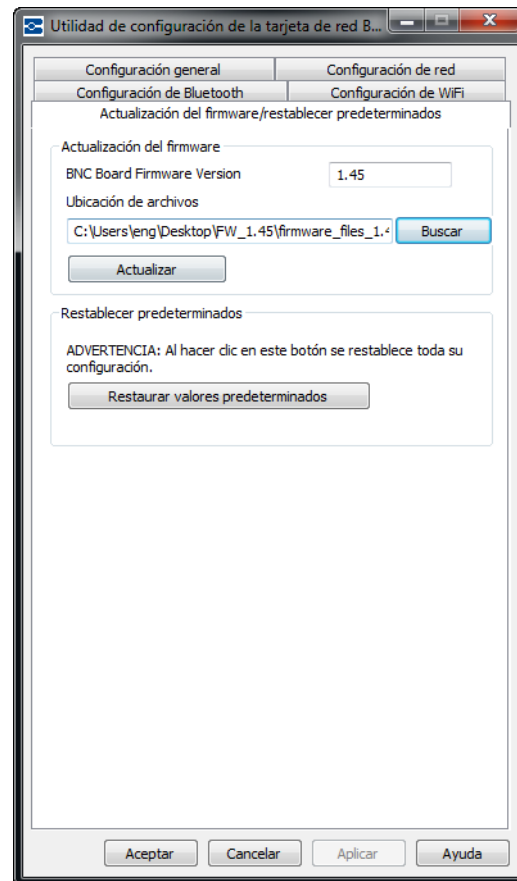 Utilidad de configuración de la tarjeta de red B...
Configuración general
Configuración de red
Configuración de Bluetooth
Configuración de WiFi
Actualización del firmware/restablecer predeterminados
Actualización del firmware
BNC Board Firmware Version
1.45
Ubicación de archivos
C:\Users\eng\Desktop\FW_1.45\firmware_files_1.4
Buscar
Actualizar
Restablecer predeterminados
ADVERTENCIA: Al hacer clic en este botón se restablece toda su
configuración.
Restaurar valores predeterminados
Aceptar
Cancelar
Aplicar
Ayuda